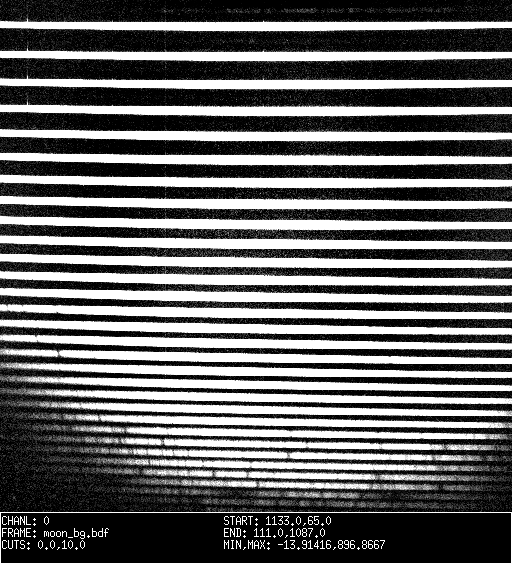 CHANL: 0
FRAME: moon_bg.bdf
CUTS: 0.0,10.0
START: 1133.0,65.0
END: 111.0,1087.0
MIN,MAX: -13.91416,896.8667